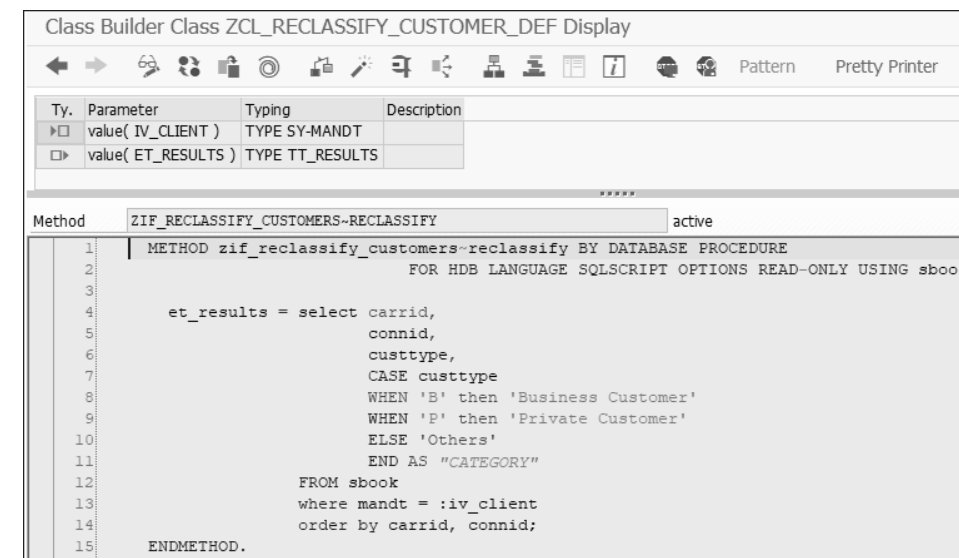 Class Builder Class ZCL_RECLASSIFY_CUSTOMER_DEF Display
Pattern Pretty Printer
Ty. Parameter Typing Description
value( IV_CLIENT ) TYPE SY-MANDT
value( ET_RESULTS ) TYPE TT_RESULTS
Method ZIF_RECLASSIFY_CUSTOMERS~RECLASSIFY active
1 METHOD zif_reclassify_customers~reclassify BY DATABASE PROCEDURE
2 FOR HDB LANGUAGE SQLSCRIPT OPTIONS READ-ONLY USING sboo
3
4 et_results = select carrid,
5 connid,
6 custtype,
7 CASE custtype
8 WHEN 'B' then 'Business Customer'
9 WHEN 'P' then 'Private Customer'
10 ELSE 'Others'
11 END AS "CATEGORY"
12 FROM sbook
13 where mandt = :iv_client
14 order by carrid, connid;
15 ENDMETHOD.